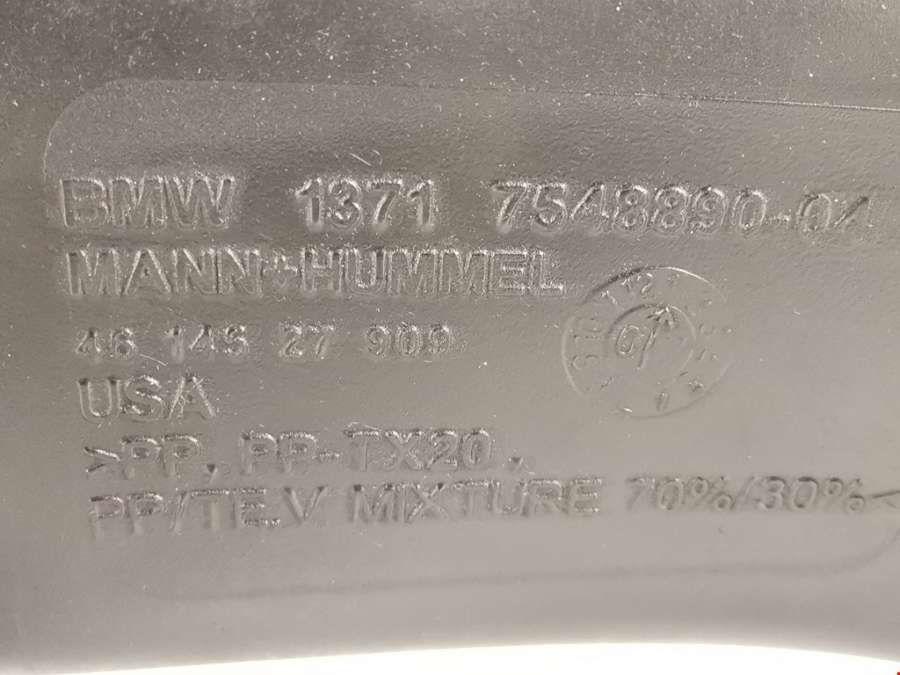 BMW 1371 7548890-04
MANN+HUMMEL
46 145 27 909
USA
>PP, PP-TX20,
PP/TE,V MIXTURE 70%/30%<